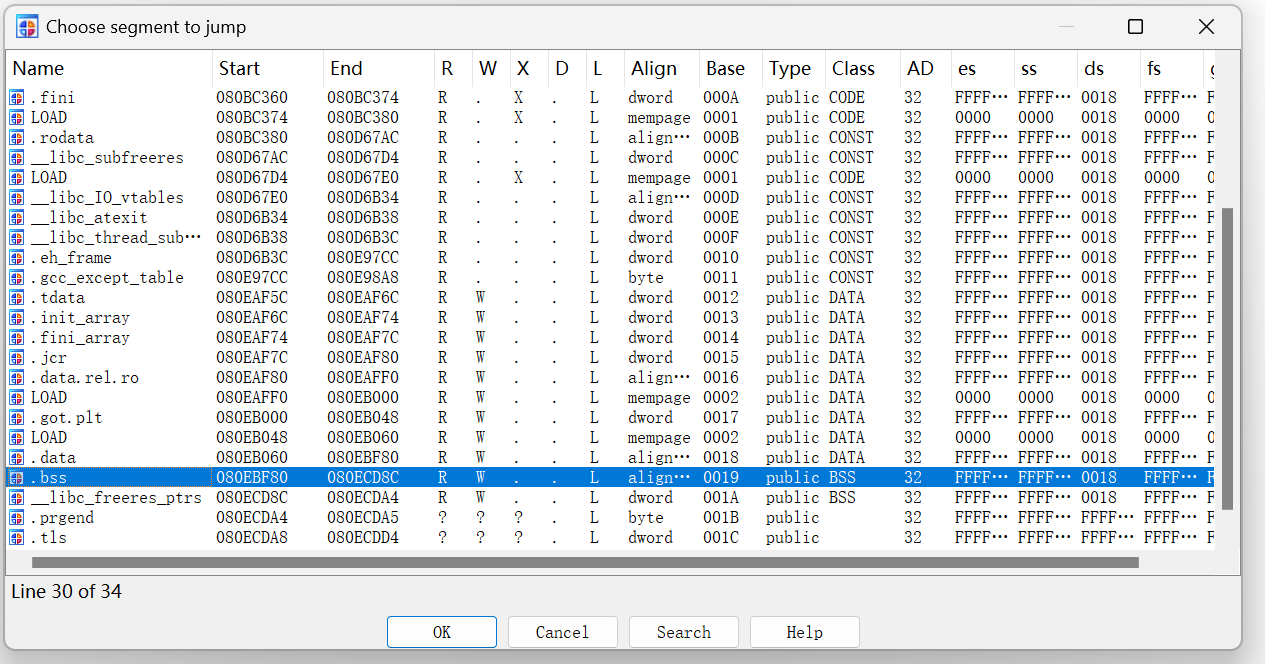 Choose segment to jump
Name Start End R W X D L Align Base Type Class AD es ss ds fs
.fini 080BC360 080BC374 R . X . L dword 000A public CODE 32 FFFF… FFFF… 0018 FFFF… F
LOAD 080BC374 080BC380 R . X . L mempage 0001 public CODE 32 0000 0000 0018 0000 0
.rodata 080BC380 080D67AC R . . . L align… 000B public CONST 32 FFFF… FFFF… 0018 FFFF… F
__libc_subfreeres 080D67AC 080D67D4 R . . . L dword 000C public CONST 32 FFFF… FFFF… 0018 FFFF… F
LOAD 080D67D4 080D67E0 R . X . L mempage 0001 public CODE 32 0000 0000 0018 0000 0
__libc_IO_vtables 080D67E0 080D6B34 R . . . L align… 000D public CONST 32 FFFF… FFFF… 0018 FFFF… F
__libc_atexit 080D6B34 080D6B38 R . . . L dword 000E public CONST 32 FFFF… FFFF… 0018 FFFF… F
__libc_thread_sub… 080D6B38 080D6B3C R . . . L dword 000F public CONST 32 FFFF… FFFF… 0018 FFFF… F
.eh_frame 080D6B3C 080E97CC R . . . L dword 0010 public CONST 32 FFFF… FFFF… 0018 FFFF… F
.gcc_except_table 080E97CC 080E98A8 R . . . L byte 0011 public CONST 32 FFFF… FFFF… 0018 FFFF… F
.tdata 080EAF5C 080EAF6C R W . . L dword 0012 public DATA 32 FFFF… FFFF… 0018 FFFF… F
.init_array 080EAF6C 080EAF74 R W . . L dword 0013 public DATA 32 FFFF… FFFF… 0018 FFFF… F
.fini_array 080EAF74 080EAF7C R W . . L dword 0014 public DATA 32 FFFF… FFFF… 0018 FFFF… F
.jcr 080EAF7C 080EAF80 R W . . L dword 0015 public DATA 32 FFFF… FFFF… 0018 FFFF… F
.data.rel.ro 080EAF80 080EAFF0 R W . . L align… 0016 public DATA 32 FFFF… FFFF… 0018 FFFF… F
LOAD 080EAFF0 080EB000 R W . . L mempage 0002 public DATA 32 0000 0000 0018 0000 0
.got.plt 080EB000 080EB048 R W . . L dword 0017 public DATA 32 FFFF… FFFF… 0018 FFFF… F
LOAD 080EB048 080EB060 R W . . L mempage 0002 public DATA 32 0000 0000 0018 0000 0
.data 080EB060 080EBF80 R W . . L align… 0018 public DATA 32 FFFF… FFFF… 0018 FFFF… F
.bss 080EBF80 080ECD8C R W . . L align… 0019 public BSS 32 FFFF… FFFF… 0018 FFFF… F
__libc_freeres_ptrs 080ECD8C 080ECDA4 R W . . L dword 001A public BSS 32 FFFF… FFFF… 0018 FFFF… F
.prgend 080ECDA4 080ECDA5 ? ? ? . L byte 001B public 32 FFFF… FFFF… FFFF… FFFF… F
.tls 080ECDA8 080ECDD4 ? ? ? . L dword 001C public 32 FFFF… FFFF… FFFF… FFFF… F
Line 30 of 34
OK Cancel Search Help